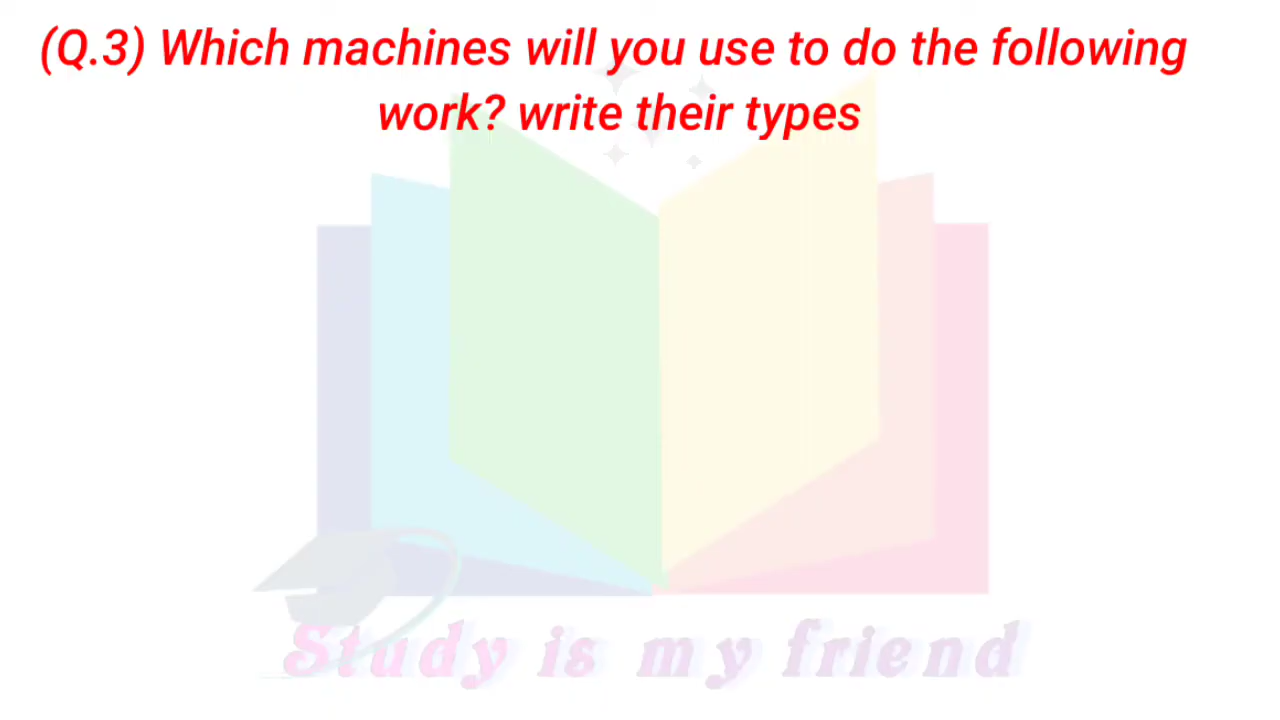 (Q.3) Which machines will you use to do the following
work? write their types
Study is my friend